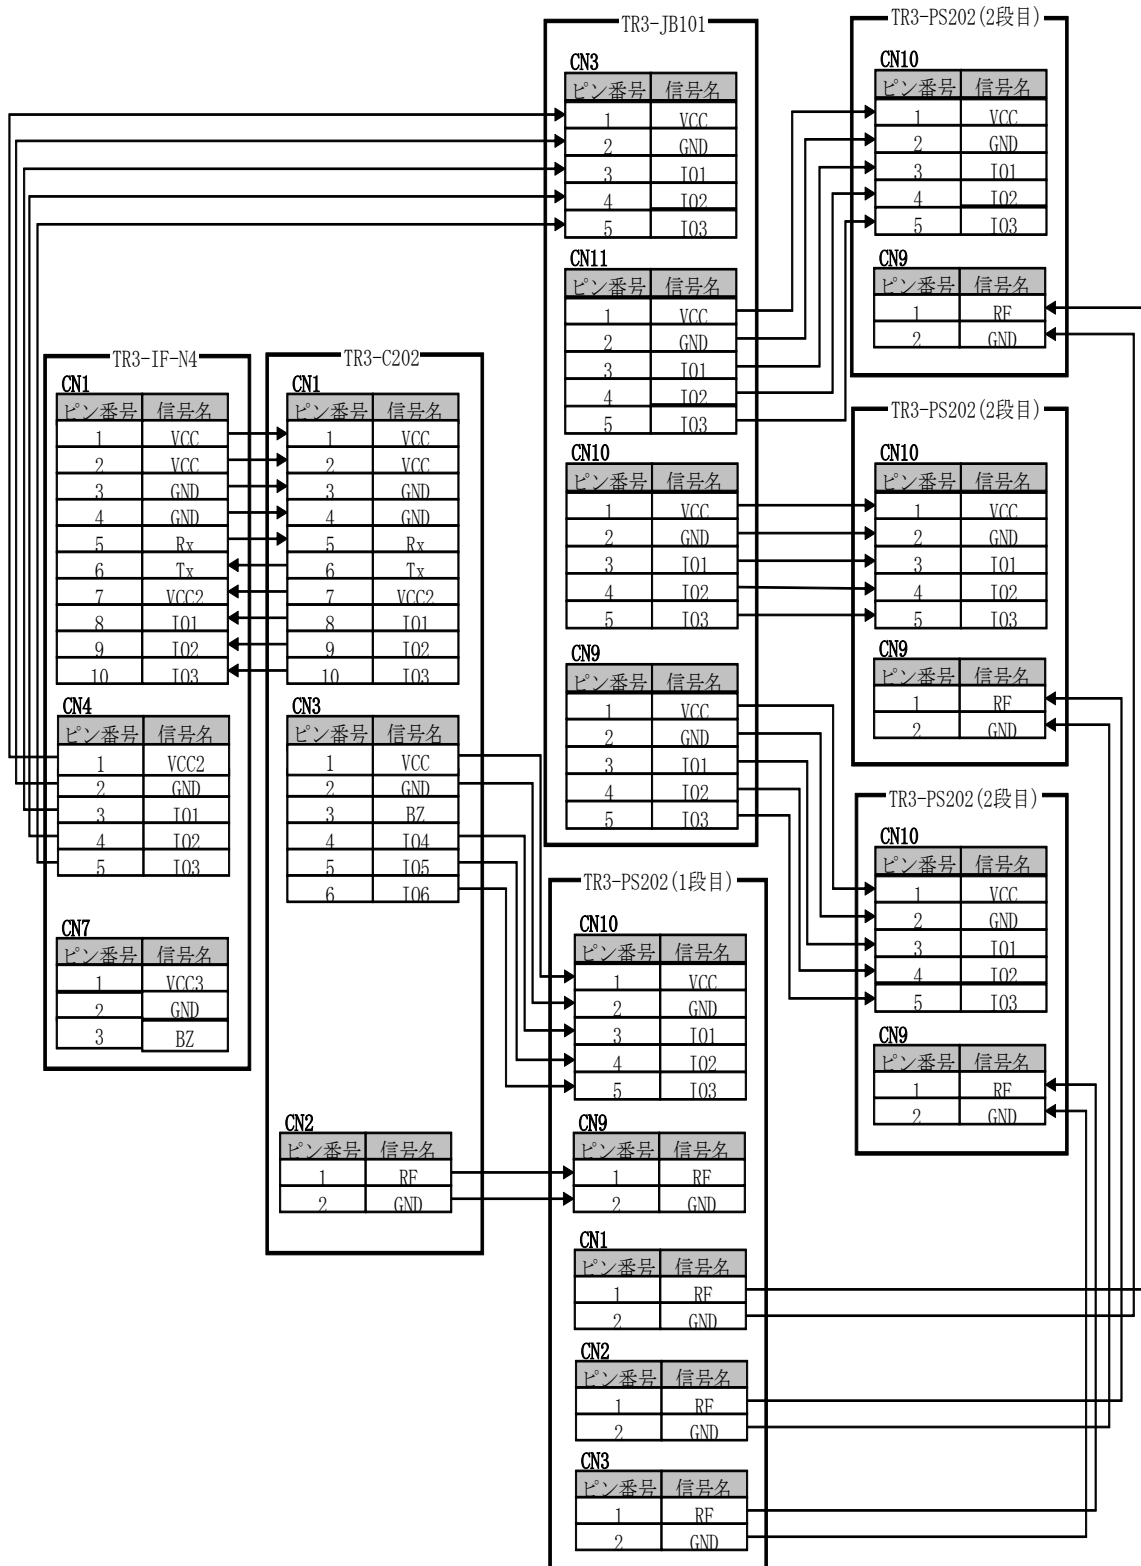 TR3-JB101
CN3
ピン番号 信号名
1 VCC
2 GND
3 IO1
4 IO2
5 IO3
CN11
ピン番号 信号名
1 VCC
2 GND
3 IO1
4 IO2
5 IO3
CN10
ピン番号 信号名
1 VCC
2 GND
3 IO1
4 IO2
5 IO3
CN9
ピン番号 信号名
1 VCC
2 GND
3 IO1
4 IO2
5 IO3
TR3-PS202(2段目)
CN10
ピン番号 信号名
1 VCC
2 GND
3 IO1
4 IO2
5 IO3
CN9
ピン番号 信号名
1 RF
2 GND
TR3-PS202(2段目)
CN10
ピン番号 信号名
1 VCC
2 GND
3 IO1
4 IO2
5 IO3
CN9
ピン番号 信号名
1 RF
2 GND
TR3-PS202(2段目)
CN10
ピン番号 信号名
1 VCC
2 GND
3 IO1
4 IO2
5 IO3
CN9
ピン番号 信号名
1 RF
2 GND
TR3-IF-N4
CN1
ピン番号 信号名
1 VCC
2 VCC
3 GND
4 GND
5 Rx
6 Tx
7 VCC2
8 IO1
9 IO2
10 IO3
CN4
ピン番号 信号名
1 VCC2
2 GND
3 IO1
4 IO2
5 IO3
CN7
ピン番号 信号名
1 VCC3
2 GND
3 BZ
TR3-C202
CN1
ピン番号 信号名
1 VCC
2 VCC
3 GND
4 GND
5 Rx
6 Tx
7 VCC2
8 IO1
9 IO2
10 IO3
CN3
ピン番号 信号名
1 VCC
2 GND
3 BZ
4 IO4
5 IO5
6 IO6
CN2
ピン番号 信号名
1 RF
2 GND
TR3-PS202(1段目)
CN10
ピン番号 信号名
1 VCC
2 GND
3 IO1
4 IO2
5 IO3
CN9
ピン番号 信号名
1 RF
2 GND
CN1
ピン番号 信号名
1 RF
2 GND
CN2
ピン番号 信号名
1 RF
2 GND
CN3
ピン番号 信号名
1 RF
2 GND